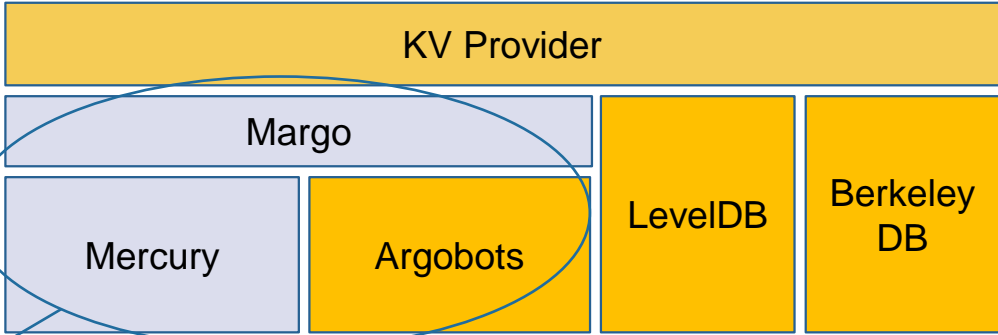 KV Provider
Margo
Mercury
Argobots
LevelDB
Berkeley
DB